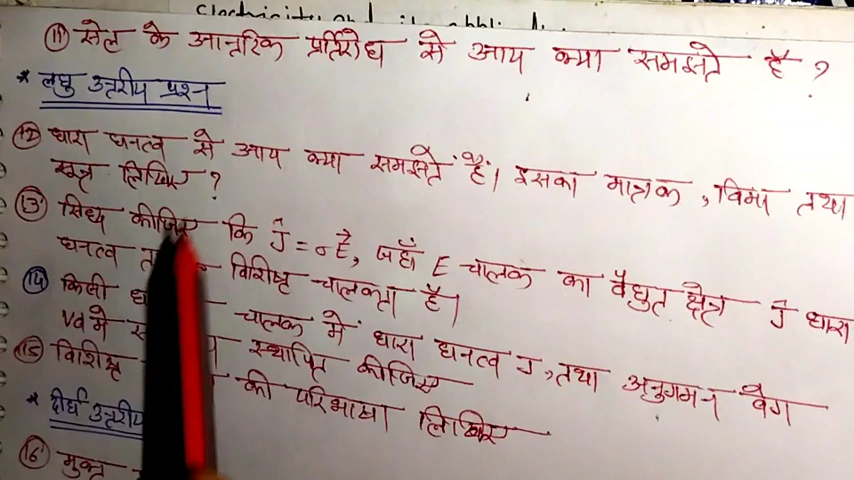 (11) सेल के आन्तरिक प्रतिरोध से आप क्या समझते हैं ?
* लघु उत्तरीय प्रश्न
(12) धारा घनत्व से आप क्या समझते हैं। इसका मात्रक , विमा तथा
सूत्र लिखिए ?
(13) सिध्द कीजिए कि J = σE, जहाँ E चालक का वैधुत क्षेत्र J धारा
घनत्व विशिष्ट चालकता है।
(14) किसी चालक में धारा घनत्व J, तथा अनुगमन वेग
Vd में स्थापित कीजिए
(15) विशिष्ट की परिभाषा लिखिए
* दीर्घ उत्तरीय
(16) मुक्त